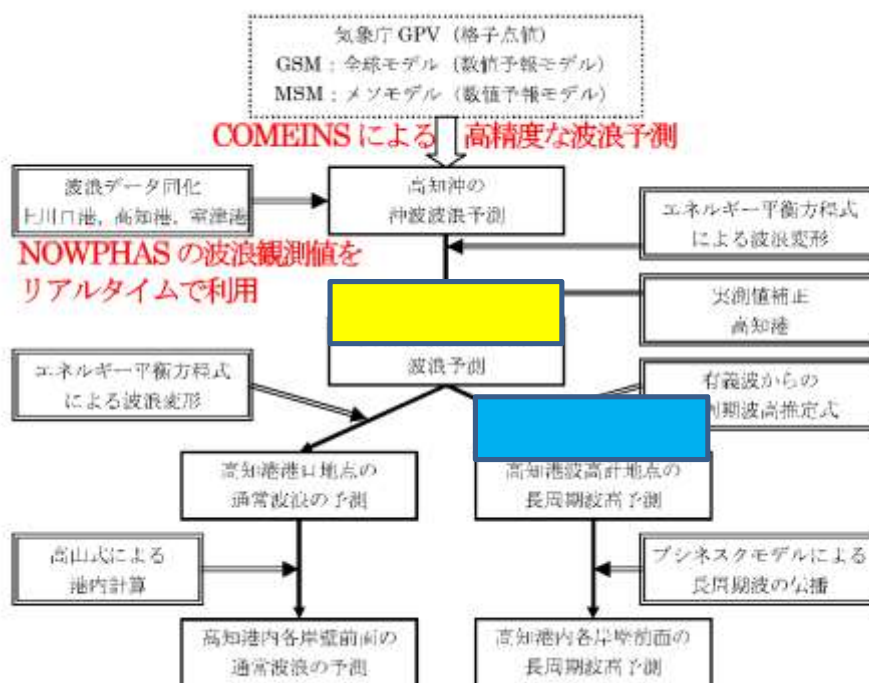 気象庁 GPV（格子点値）
GSM：全球モデル（数値予報モデル）
MSM：メソモデル（数値予報モデル）
COMEINS による 高精度な波浪予測
波浪データ同化
上川口港，高知港，室津港
高知沖の
沖波波浪予測
エネルギー平衡方程式
による波浪変形
NOWPHAS の波浪観測値を
リアルタイムで利用
実測値補正
高知港
波浪予測
エネルギー平衡方程式
による波浪変形
有義波からの
周期波高推定式
高知港港口地点の
通常波浪の予測
高知港波高計地点の
長周期波高予測
高山式による
港内計算
ブシネスクモデルによる
長周期波の伝播
高知港内各岸壁前面の
通常波浪の予測
高知港内各岸壁前面の
長周期波高予測